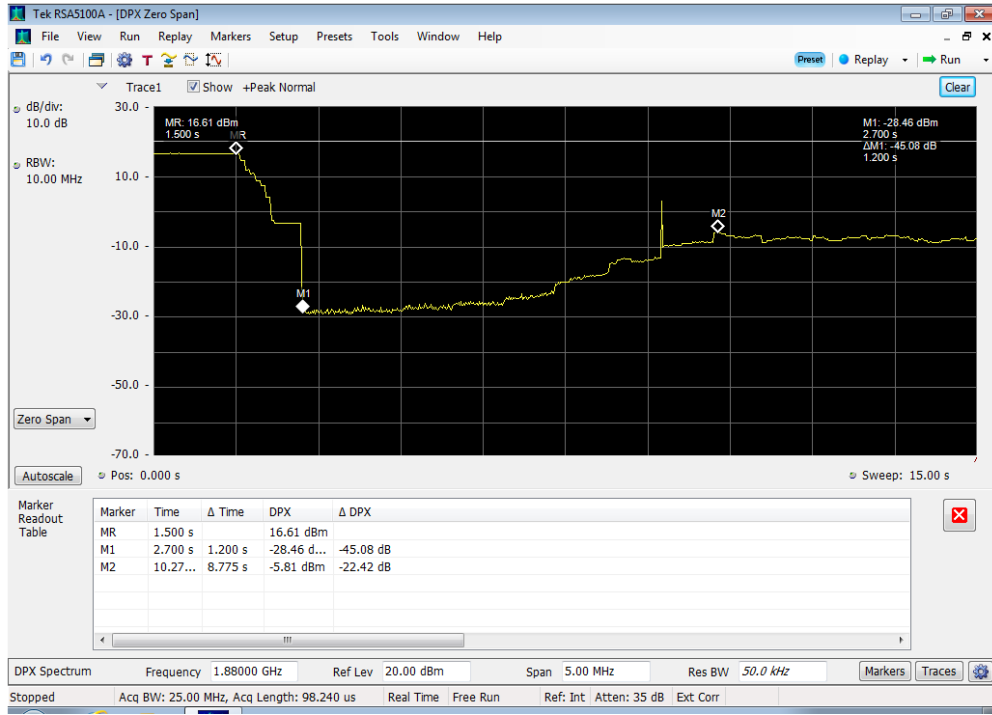 Tek RSA5100A - [DPX Zero Span]
File View Run Replay Markers Setup Presets Tools Window Help
T Preset Replay Run
Trace1 Show +Peak Normal Clear
dB/div:
10.0 dB
RBW:
10.00 MHz
30.0
10.0
-10.0
-30.0
-50.0
-70.0
MR: 16.61 dBm
1.500 s
MR
M1: -28.46 dBm
2.700 s
ΔM1: -45.08 dB
1.200 s
M2
M1
Zero Span
Autoscale Pos: 0.000 s Sweep: 15.00 s
Marker
Readout
Table
Marker Time Δ Time DPX Δ DPX
MR 1.500 s 16.61 dBm
M1 2.700 s 1.200 s -28.46 d... -45.08 dB
M2 10.27... 8.775 s -5.81 dBm -22.42 dB
DPX Spectrum Frequency 1.88000 GHz Ref Lev 20.00 dBm Span 5.00 MHz Res BW 50.0 kHz Markers Traces
Stopped Acq BW: 25.00 MHz, Acq Length: 98.240 us Real Time Free Run Ref: Int Atten: 35 dB Ext Corr